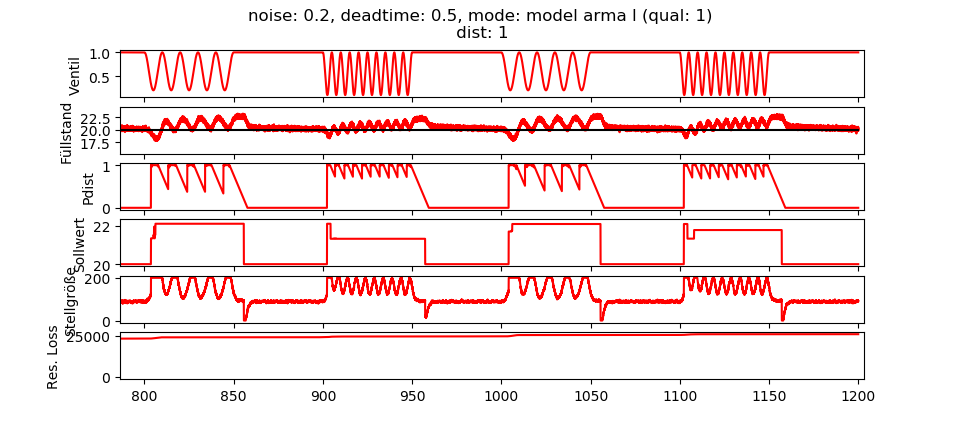 noise: 0.2, deadtime: 0.5, mode: model arma l (qual: 1)
dist: 1
Ventil
1.0
0.5
Füllstand
22.5
20.0
17.5
Pdist
1
0
Sollwert
22
20
Stellgröße
200
0
Res. Loss
25000
0
800 850 900 950 1000 1050 1100 1150 1200